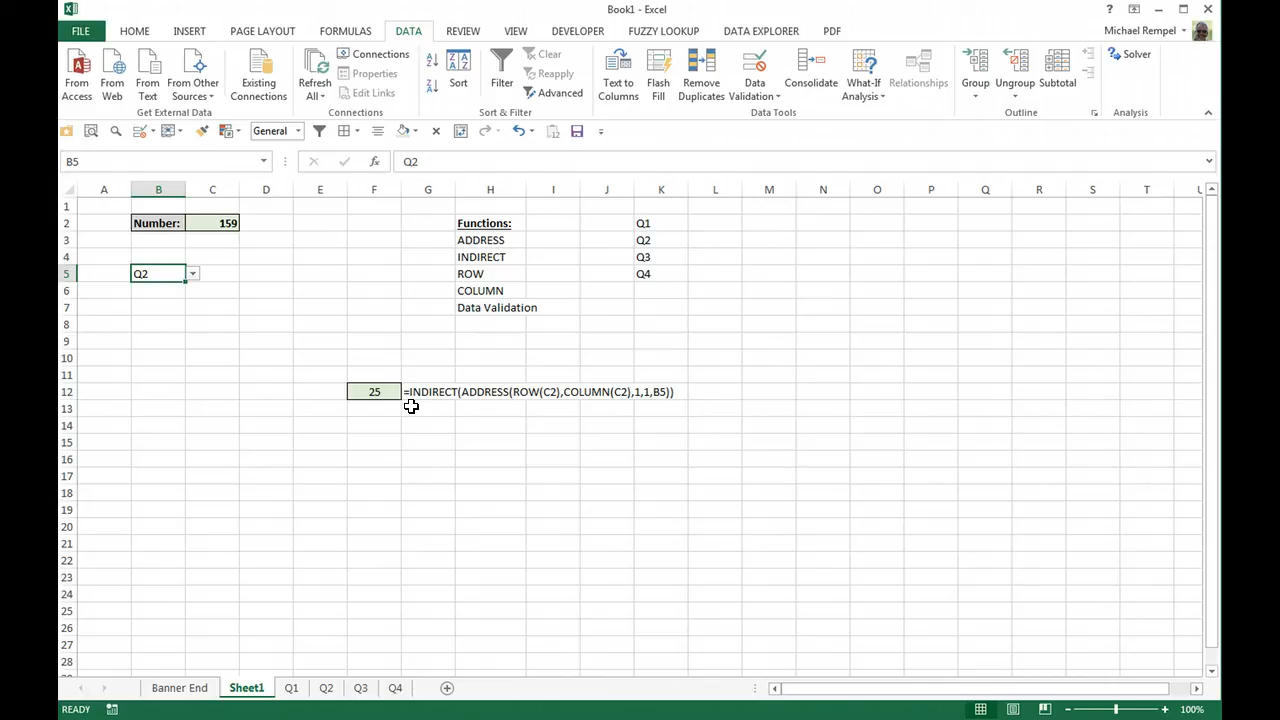 Book1 - Excel
?
FILE HOME INSERT PAGE LAYOUT FORMULAS DATA REVIEW VIEW DEVELOPER FUZZY LOOKUP DATA EXPLORER PDF Michael Rempel
From Access
From Web
From Text
From Other Sources
Existing Connections
Refresh All
Connections
Properties
Edit Links
Sort
Filter
Clear
Reapply
Advanced
Text to Columns
Flash Fill
Remove Duplicates
Data Validation
Consolidate
What-If Analysis
Relationships
Group
Ungroup
Subtotal
Solver
Get External Data Connections Sort & Filter Data Tools Outline Analysis
General
B5 fx Q2
A B C D E F G H I J K L M N O P Q R S T U
1
2 Number: 159 Functions: Q1
3 ADDRESS Q2
4 INDIRECT Q3
5 Q2 ROW Q4
6 COLUMN
7 Data Validation
8
9
10
11
12 25 =INDIRECT(ADDRESS(ROW(C2),COLUMN(C2),1,1,B5))
13
14
15
16
17
18
19
20
21
22
23
24
25
26
27
28
Banner End Sheet1 Q1 Q2 Q3 Q4
READY 100%